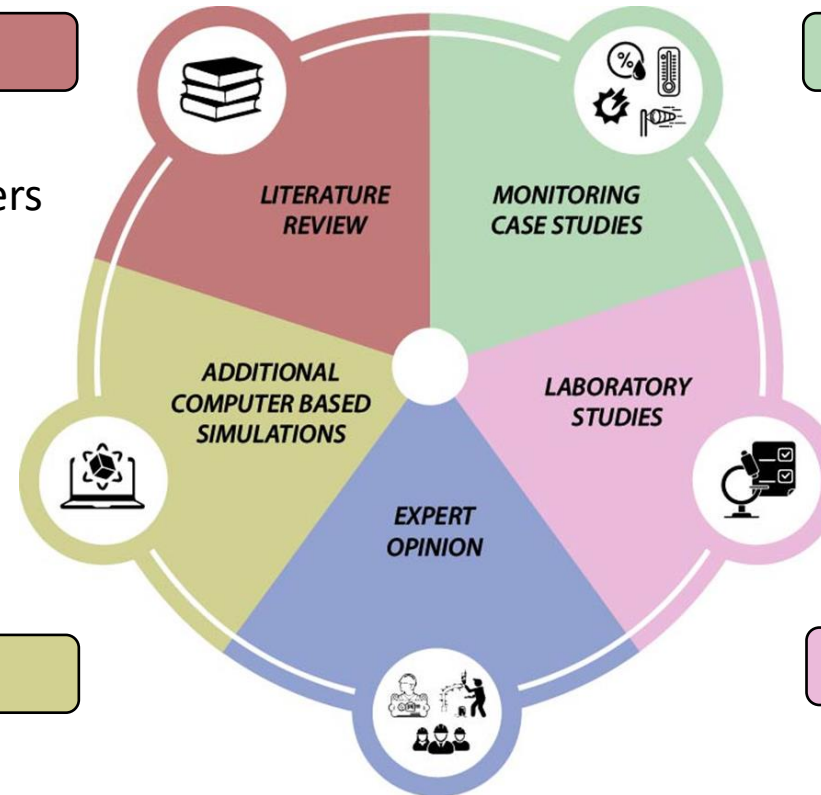 ers
LITERATURE
REVIEW
MONITORING
CASE STUDIES
%
ADDITIONAL
COMPUTER BASED
SIMULATIONS
LABORATORY
STUDIES
EXPERT
OPINION